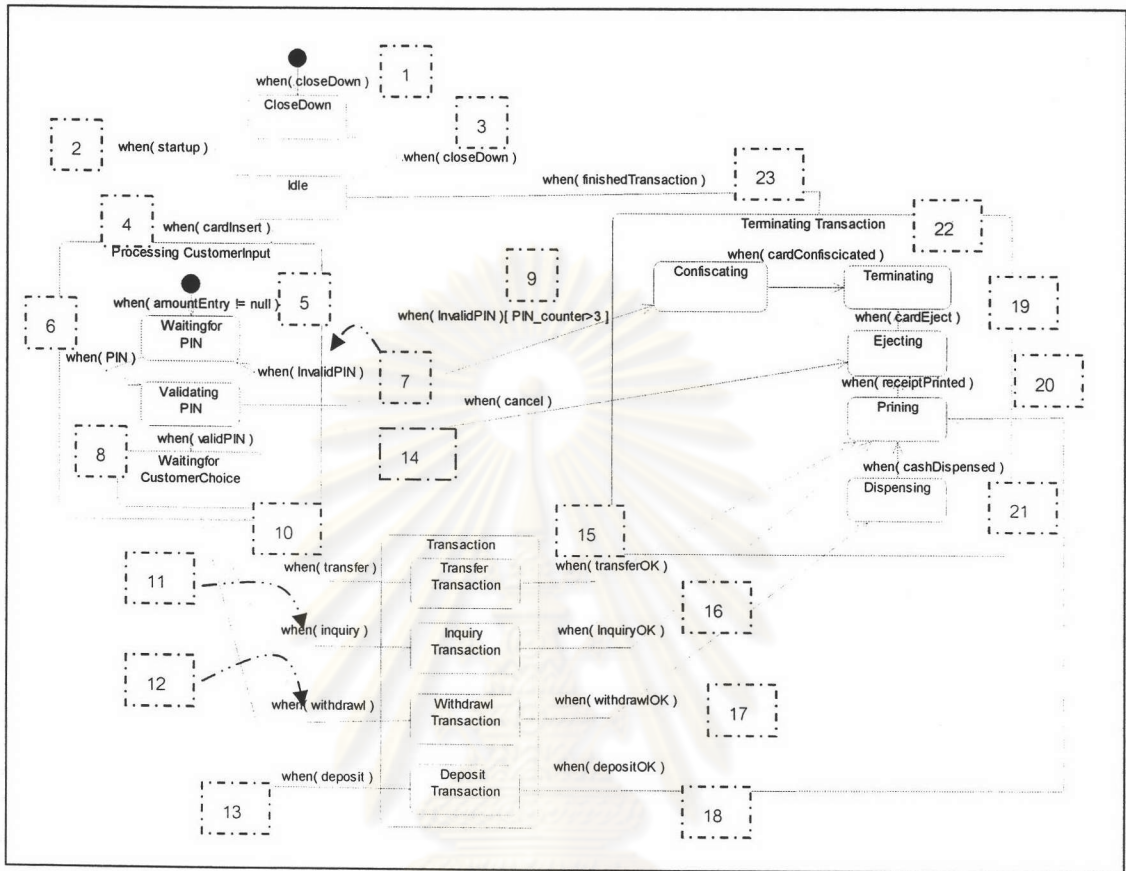 1
when( closeDown )
CloseDown
3
2
when( startup )
when( closeDown )
Idle
when( finishedTransaction )
23
4
when( cardInsert )
Terminating Transaction
22
Processing CustomerInput
when( cardConfiscicated )
9
Confiscating
Terminating
when( amountEntry != null )
5
19
6
when( InvalidPIN )[ PIN_counter>3 ]
when( cardEject )
Waitingfor
PIN
Ejecting
when( PIN )
when( InvalidPIN )
7
when( receiptPrinted )
20
Validating
PIN
when( cancel )
Prining
when( validPIN )
14
8
Waitingfor
CustomerChoice
when( cashDispensed )
Dispensing
21
10
15
Transaction
11
when( transfer )
Transfer
Transaction
when( transferOK )
16
when( inquiry )
Inquiry
Transaction
when( InquiryOK )
12
when( withdrawl )
Withdrawl
Transaction
when( withdrawlOK )
17
when( deposit )
Deposit
Transaction
when( depositOK )
13
18